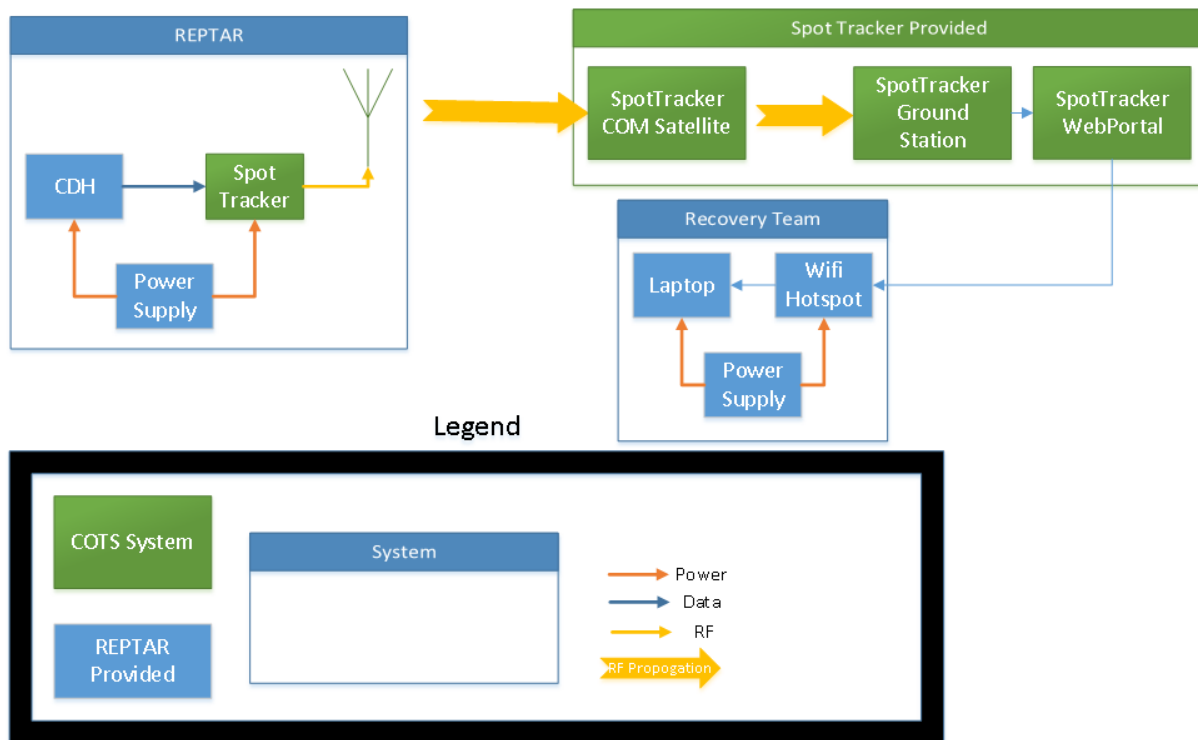 REPTAR
CDH
Spot
Tracker
Power
Supply
Spot Tracker Provided
SpotTracker
COM Satellite
SpotTracker
Ground
Station
SpotTracker
WebPortal
Recovery Team
Laptop
Wifi
Hotspot
Power
Supply
Legend
COTS System
REPTAR
Provided
System
Power
Data
RF
RF Propogation